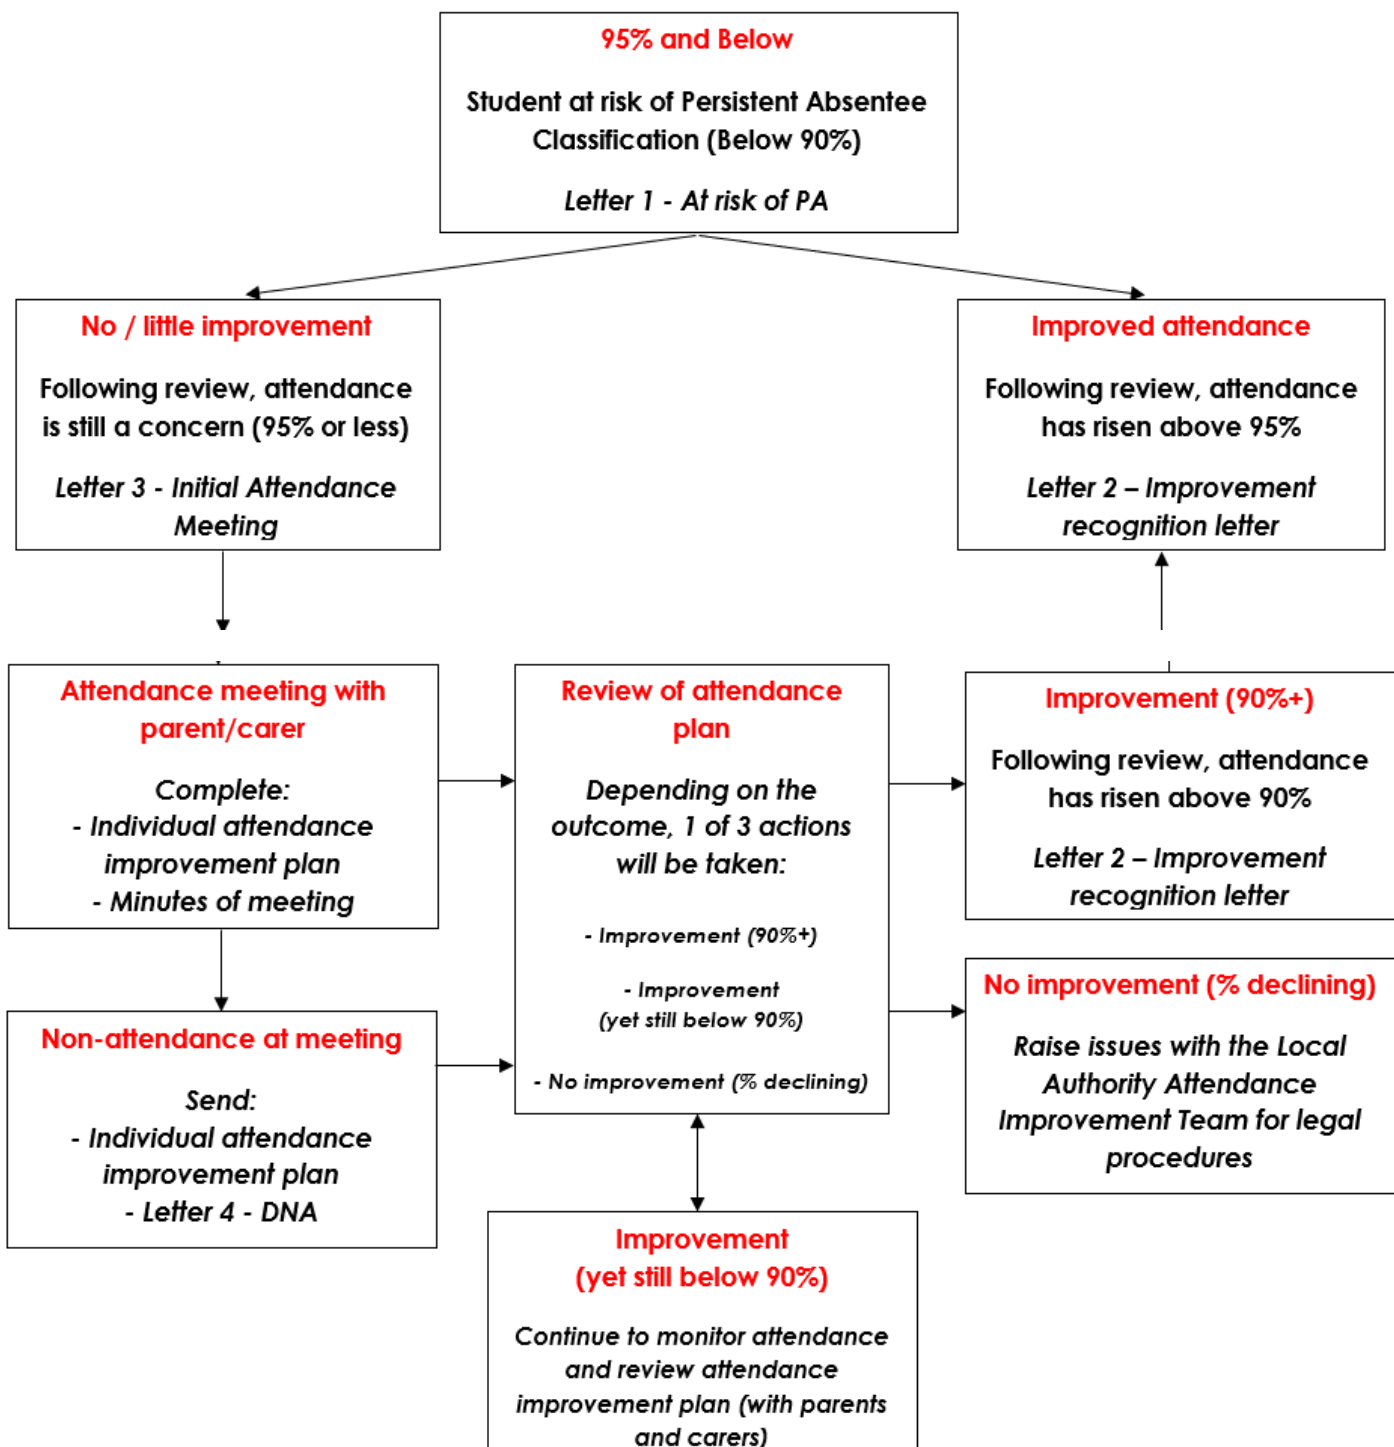 95% and Below
Student at risk of Persistent Absentee
Classification (Below 90%)
Letter 1 - At risk of PA
No / little improvement
Following review, attendance
is still a concern (95% or less)
Letter 3 - Initial Attendance
Meeting
Improved attendance
Following review, attendance
has risen above 95%
Letter 2 – Improvement
recognition letter
Attendance meeting with
parent/carer
Complete:
- Individual attendance
improvement plan
- Minutes of meeting
Review of attendance
plan
Depending on the
outcome, 1 of 3 actions
will be taken:
- Improvement (90%+)
- Improvement
(yet still below 90%)
- No improvement (% declining)
Improvement (90%+)
Following review, attendance
has risen above 90%
Letter 2 – Improvement
recognition letter
Non-attendance at meeting
Send:
- Individual attendance
improvement plan
- Letter 4 - DNA
No improvement (% declining)
Raise issues with the Local
Authority Attendance
Improvement Team for legal
procedures
Improvement
(yet still below 90%)
Continue to monitor attendance
and review attendance
improvement plan (with parents
and carers)